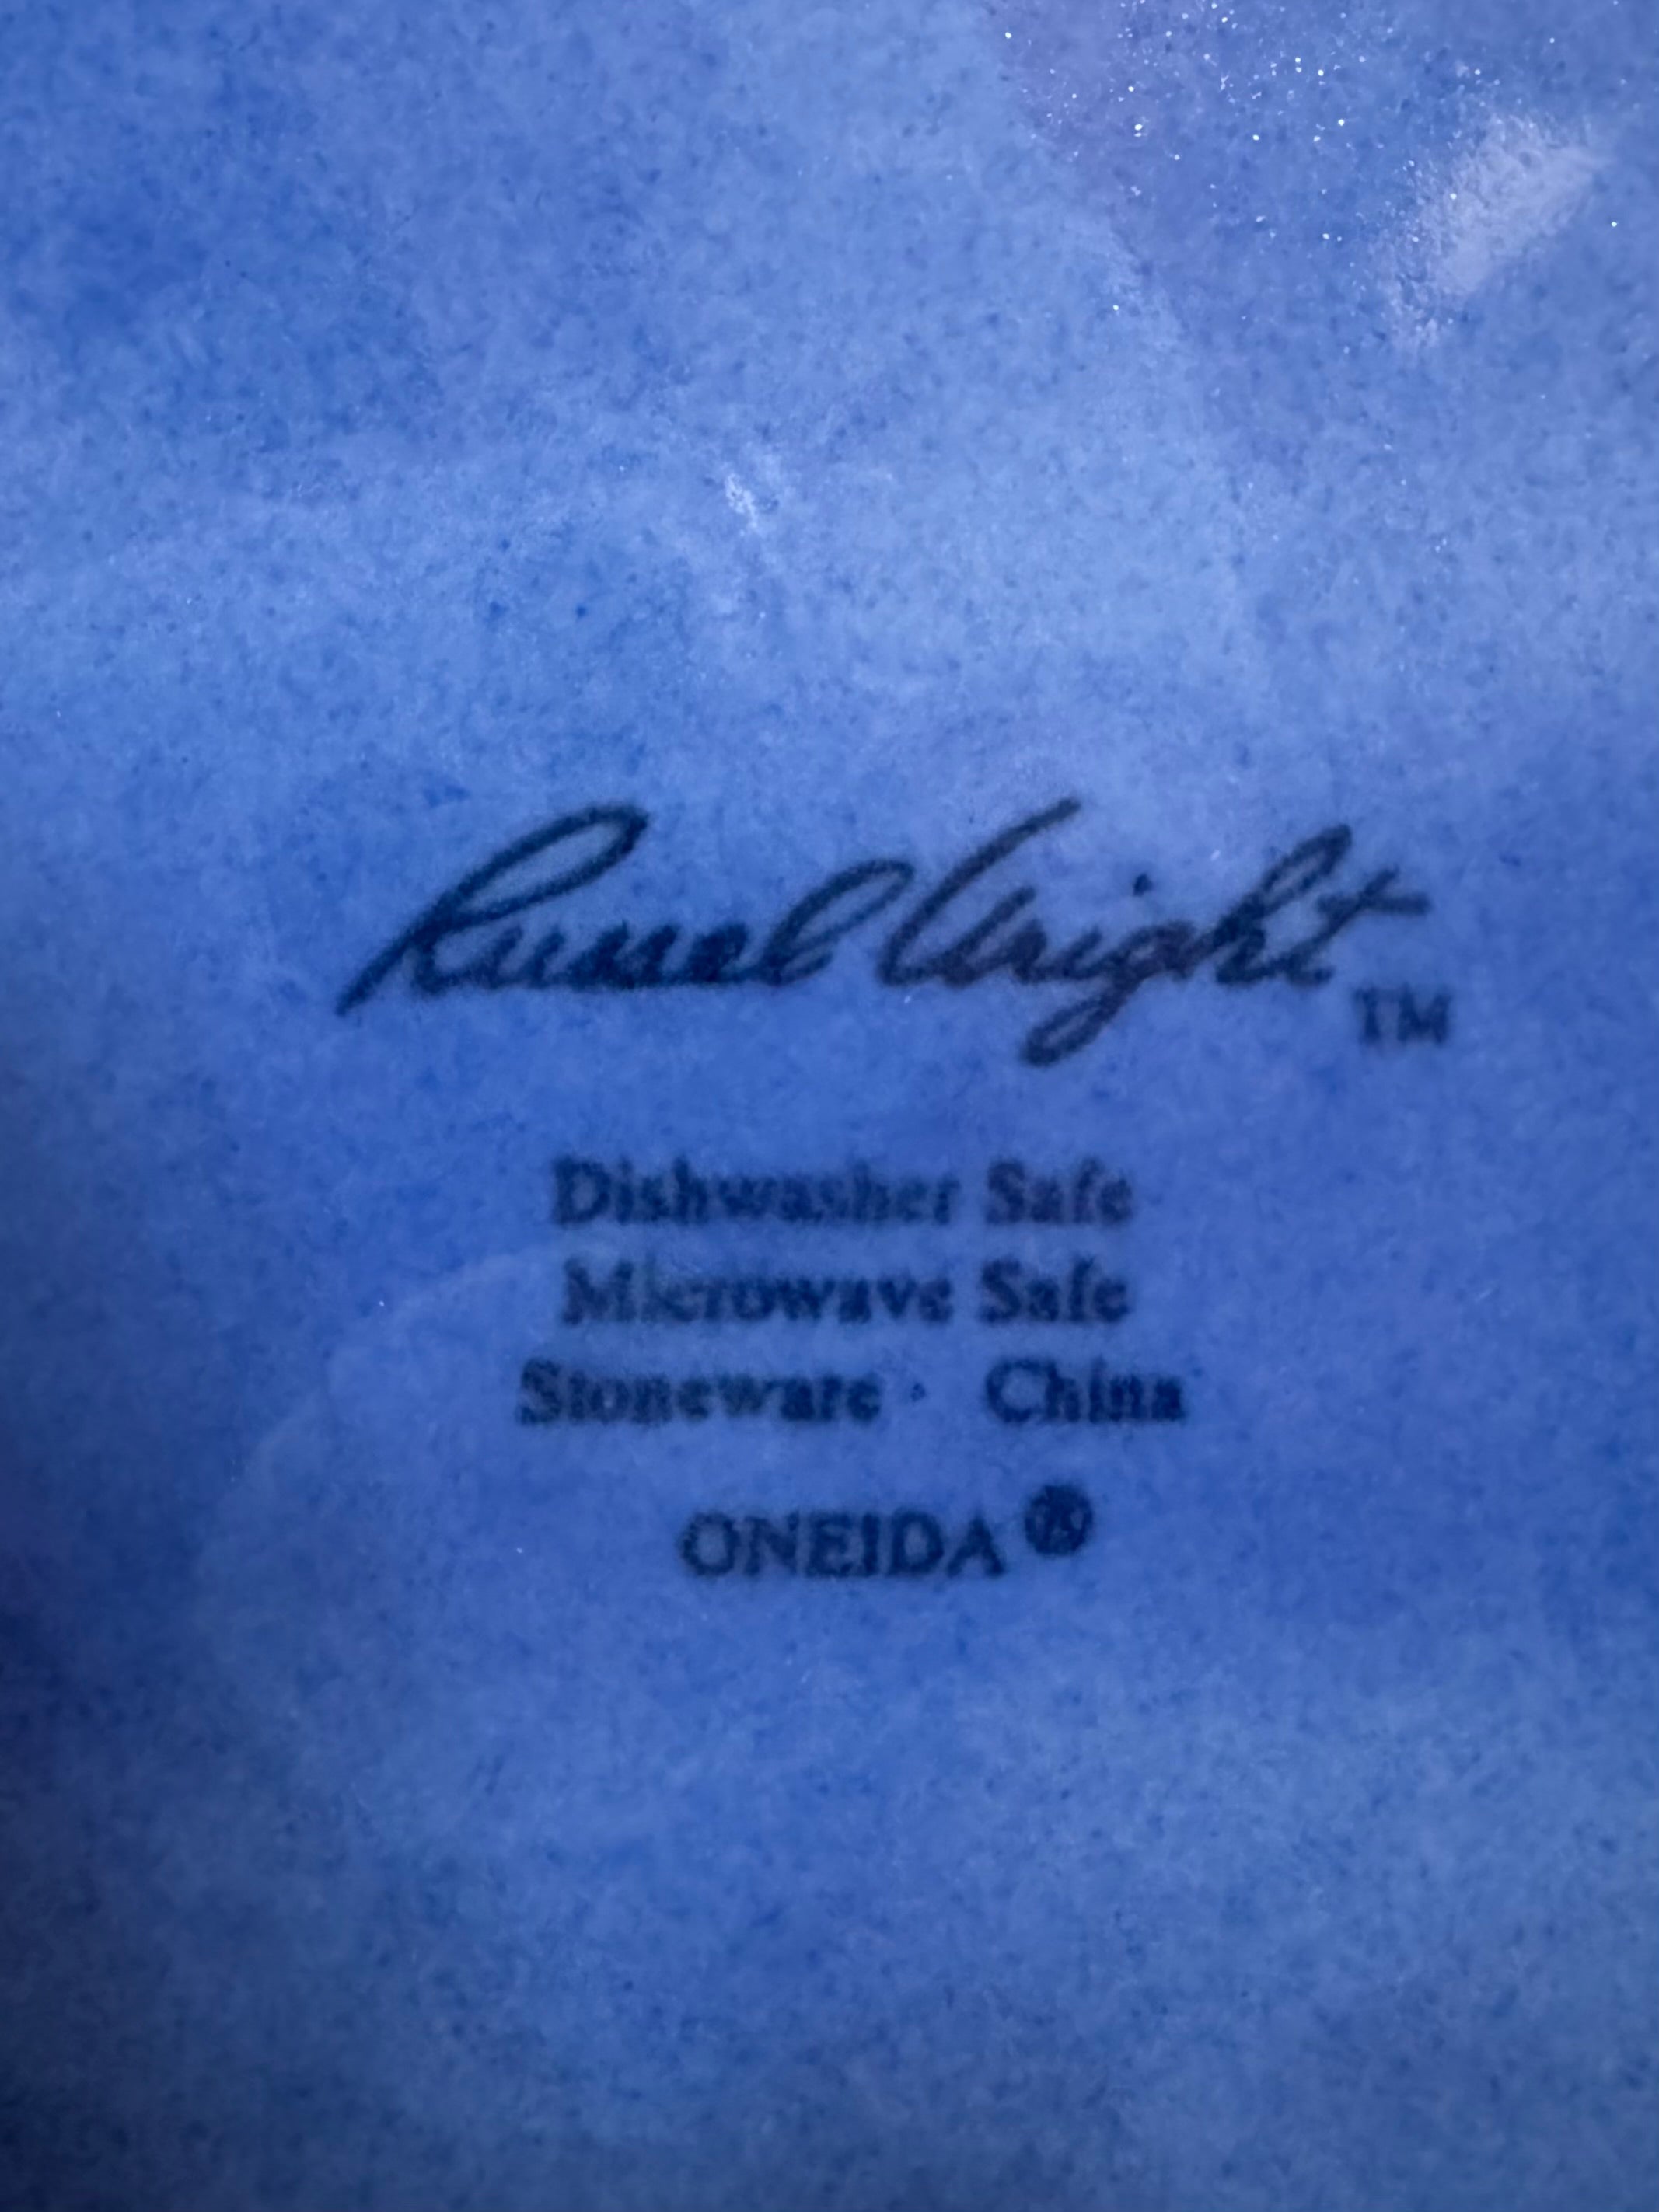 Russel Wright TM
Dishwasher Safe
Microwave Safe
Stoneware · China
ONEIDA ®